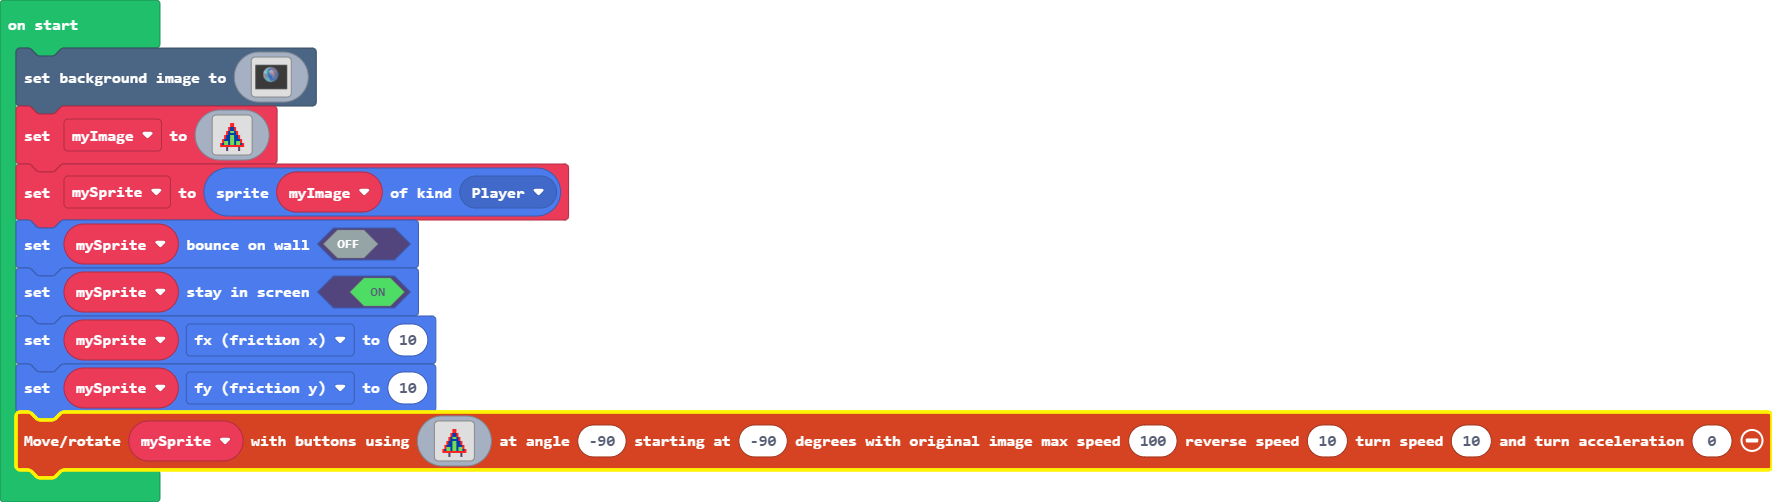 on start
set background image to
set myImage to
set mySprite to sprite myImage of kind Player
set mySprite bounce on wall OFF
set mySprite stay in screen ON
set mySprite fx (friction x) to 10
set mySprite fy (friction y) to 10
Move/rotate mySprite with buttons using at angle -90 starting at -90 degrees with original image max speed 100 reverse speed 10 turn speed 10 and turn acceleration 0